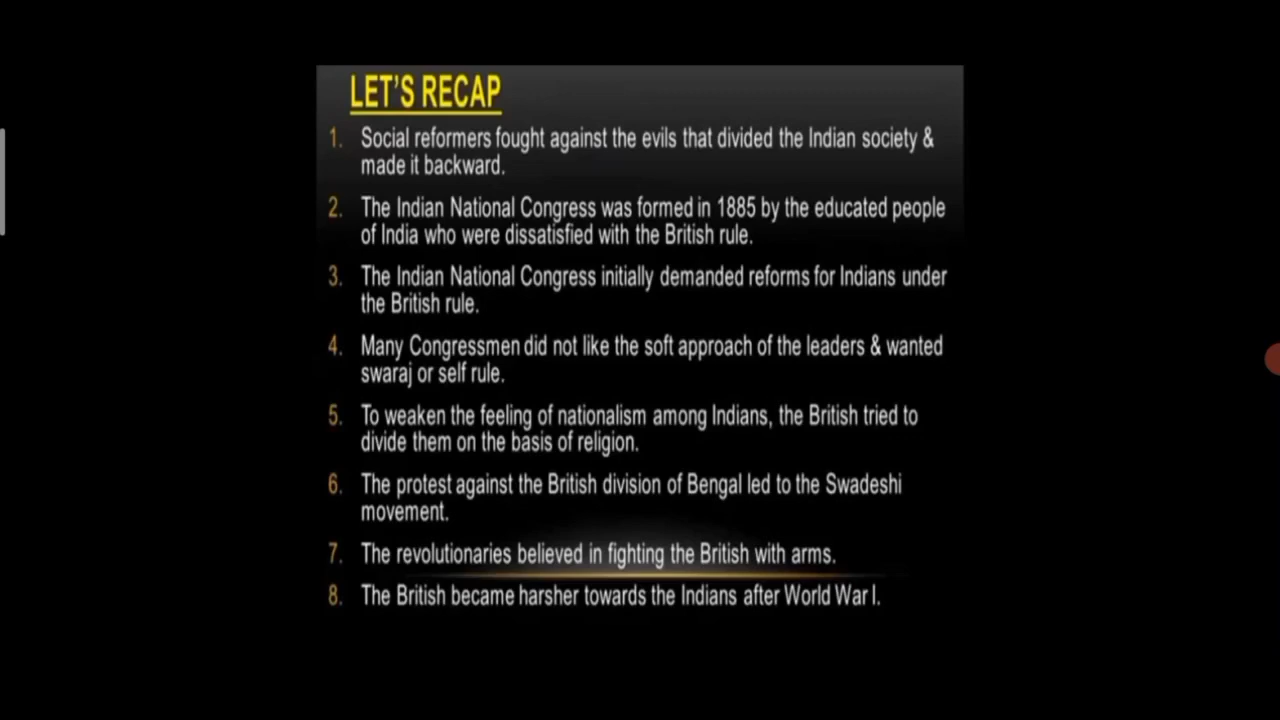 LET'S RECAP
1. Social reformers fought against the evils that divided the Indian society &
made it backward.
2. The Indian National Congress was formed in 1885 by the educated people
of India who were dissatisfied with the British rule.
3. The Indian National Congress initially demanded reforms for Indians under
the British rule.
4. Many Congressmen did not like the soft approach of the leaders & wanted
swaraj or self rule.
5. To weaken the feeling of nationalism among Indians, the British tried to
divide them on the basis of religion.
6. The protest against the British division of Bengal led to the Swadeshi
movement.
7. The revolutionaries believed in fighting the British with arms.
8. The British became harsher towards the Indians after World War I.